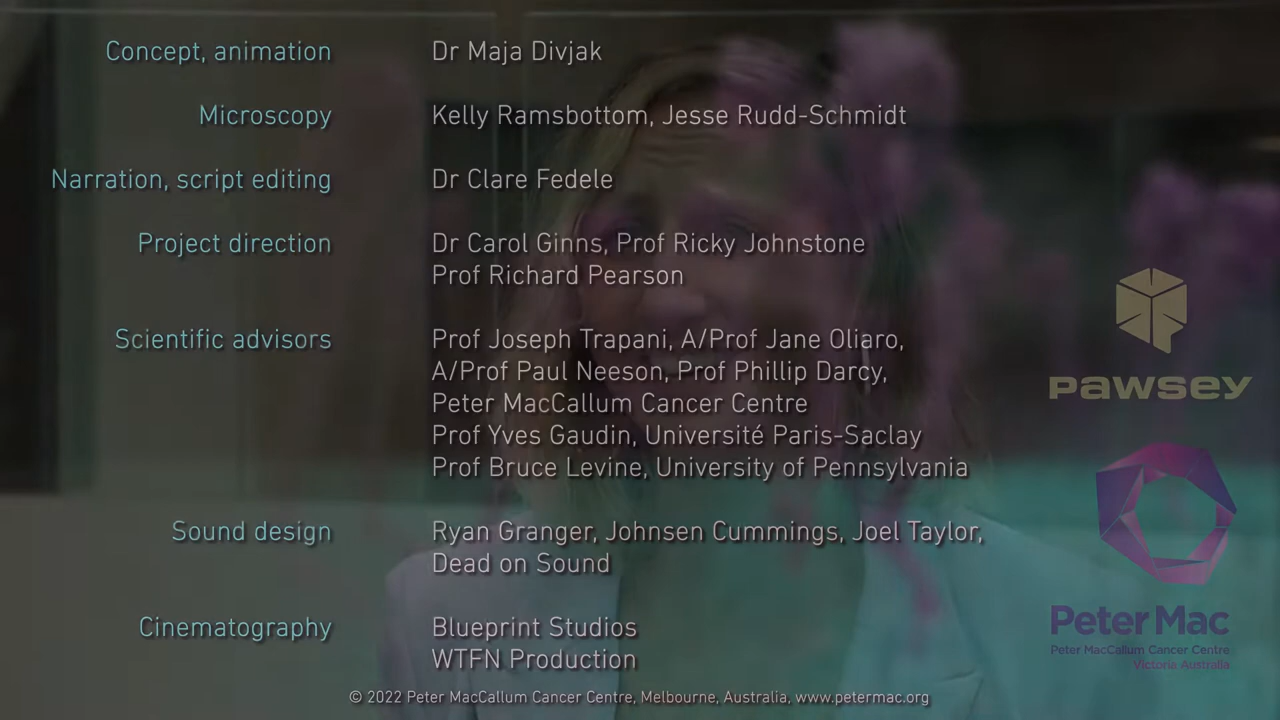 Concept, animation Dr Maja Divjak
Microscopy Kelly Ramsbottom, Jesse Rudd-Schmidt
Narration, script editing Dr Clare Fedele
Project direction Dr Carol Ginns, Prof Ricky Johnstone
Prof Richard Pearson
Scientific advisors Prof Joseph Trapani, A/Prof Jane Oliaro,
A/Prof Paul Neeson, Prof Phillip Darcy,
Peter MacCallum Cancer Centre
Prof Yves Gaudin, Université Paris-Saclay
Prof Bruce Levine, University of Pennsylvania
Sound design Ryan Granger, Johnsen Cummings, Joel Taylor,
Dead on Sound
Cinematography Blueprint Studios
WTFN Production
© 2022 Peter MacCallum Cancer Centre, Melbourne, Australia, www.petermac.org
PAWSEY
Peter Mac
Peter MacCallum Cancer Centre
Victoria Australia